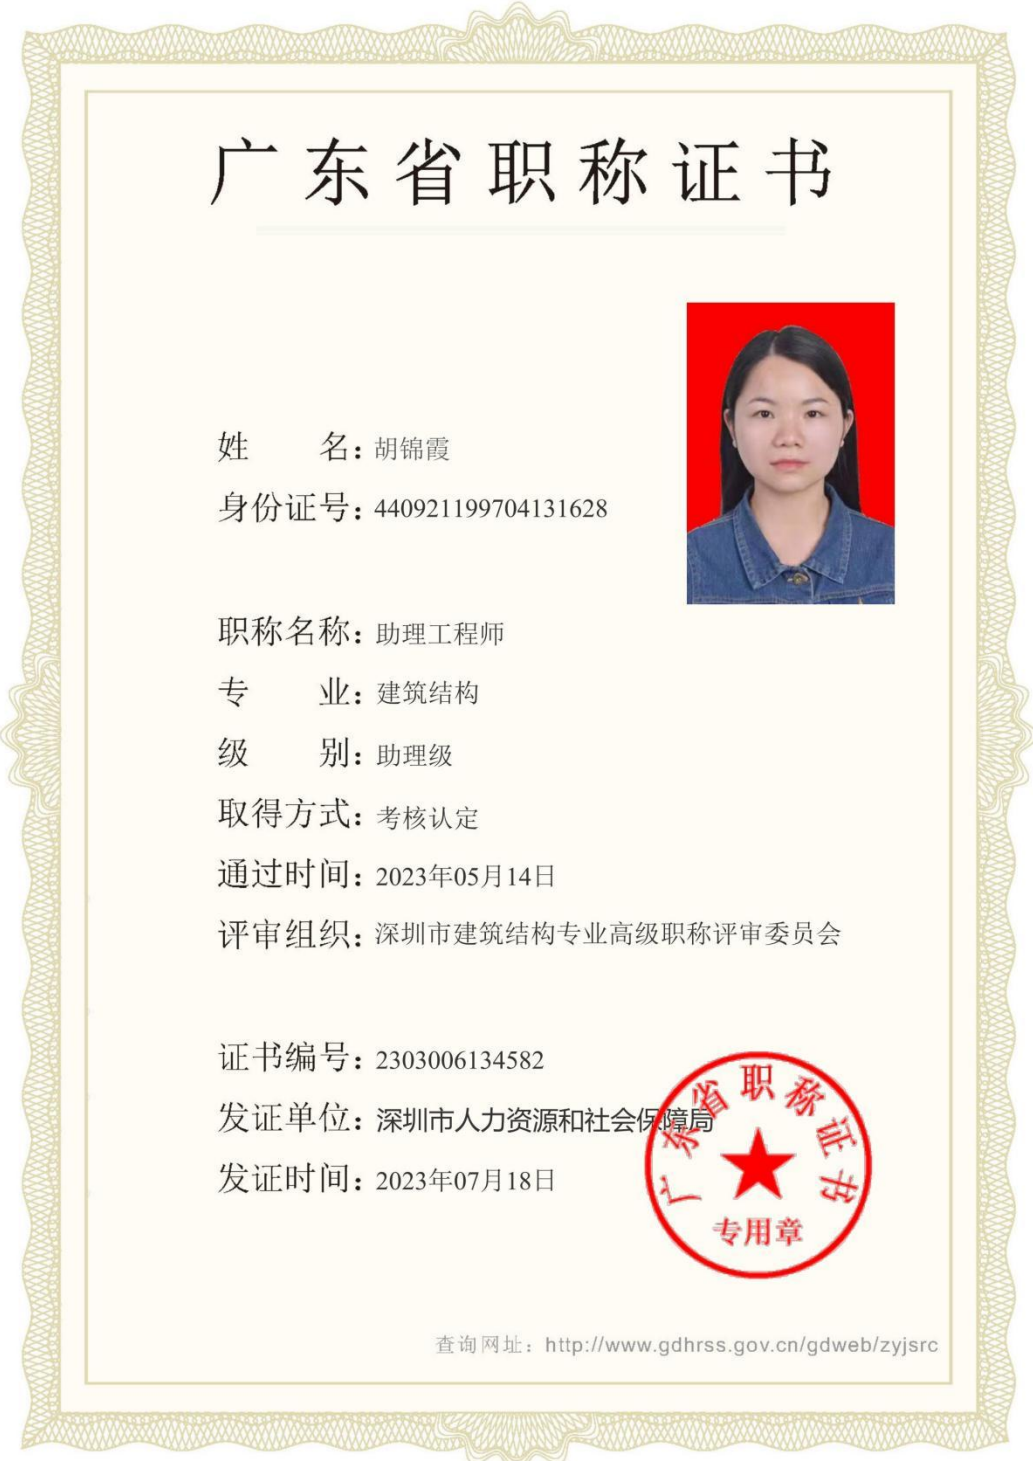 广东省职称证书
姓名：胡锦霞
身份证号：440921199704131628
职称名称：助理工程师
专业：建筑结构
级别：助理级
取得方式：考核认定
通过时间：2023年05月14日
评审组织：深圳市建筑结构专业高级职称评审委员会
证书编号：2303006134582
发证单位：深圳市人力资源和社会保障局
发证时间：2023年07月18日
广东省职称证书
专用章
查询网址：http://www.gdhrss.gov.cn/gdweb/zyjsrc